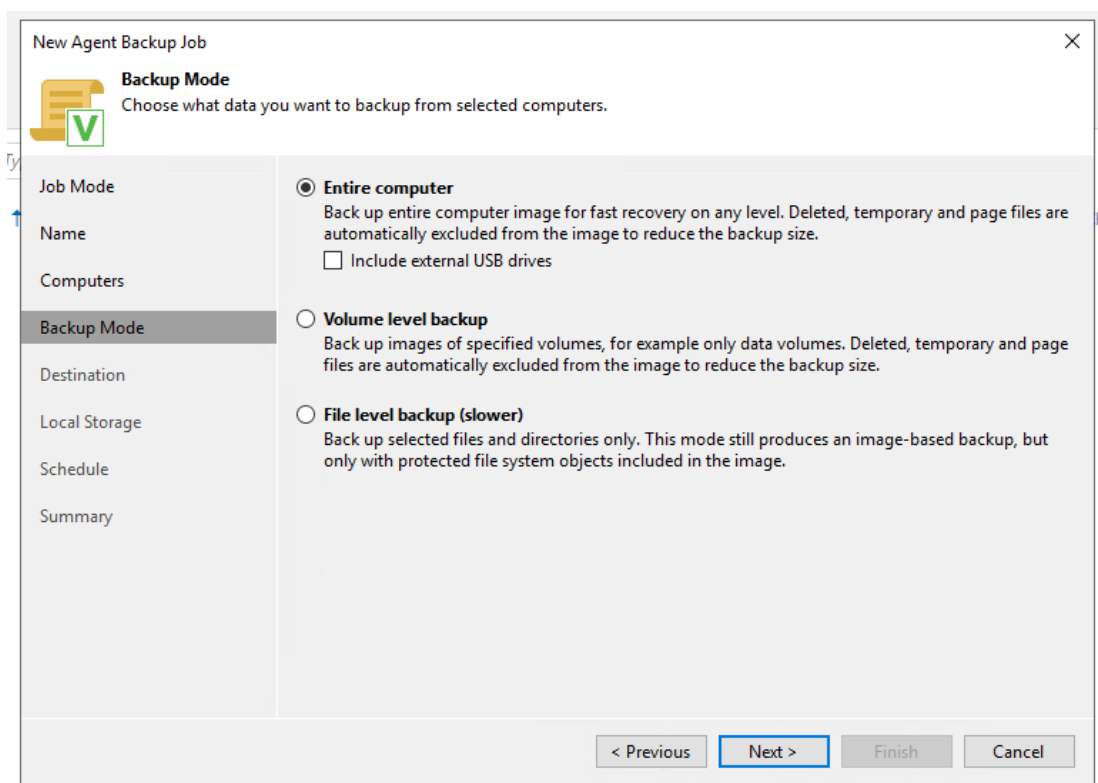 New Agent Backup Job
Backup Mode
Choose what data you want to backup from selected computers.
V
Ty
Job Mode
Name
Computers
Backup Mode
Destination
Local Storage
Schedule
Summary
Entire computer
Back up entire computer image for fast recovery on any level. Deleted, temporary and page files are
automatically excluded from the image to reduce the backup size.
Include external USB drives
Volume level backup
Back up images of specified volumes, for example only data volumes. Deleted, temporary and page
files are automatically excluded from the image to reduce the backup size.
File level backup (slower)
Back up selected files and directories only. This mode still produces an image-based backup, but
only with protected file system objects included in the image.
< Previous
Next >
Finish
Cancel